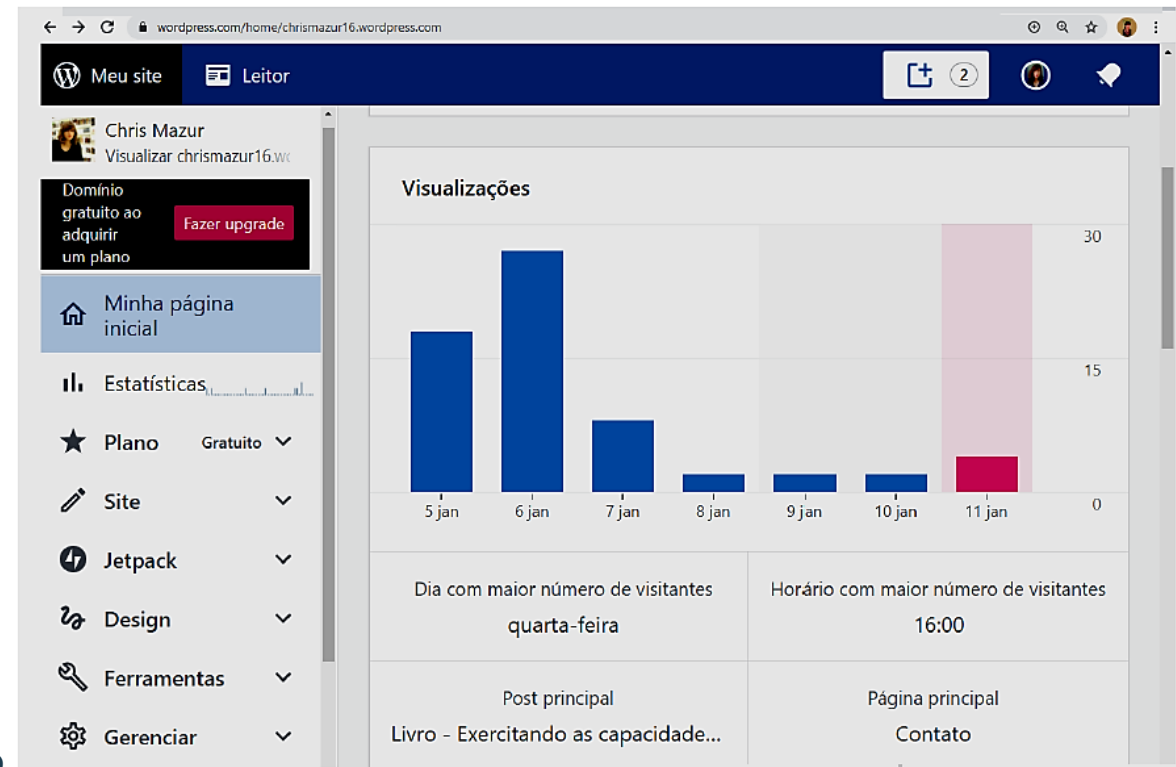 wordpress.com/home/chrismazur16.wordpress.com
Meu site
Leitor
2
Chris Mazur
Visualizar chrismazur16.wc
Domínio
gratuito ao
adquirir
um plano
Fazer upgrade
Minha página
inicial
Estatísticas
Plano Gratuito
Site
Jetpack
Design
Ferramentas
Gerenciar
Visualizações
30
15
0
5 jan 6 jan 7 jan 8 jan 9 jan 10 jan 11 jan
Dia com maior número de visitantes
quarta-feira
Horário com maior número de visitantes
16:00
Post principal
Livro - Exercitando as capacidade...
Página principal
Contato